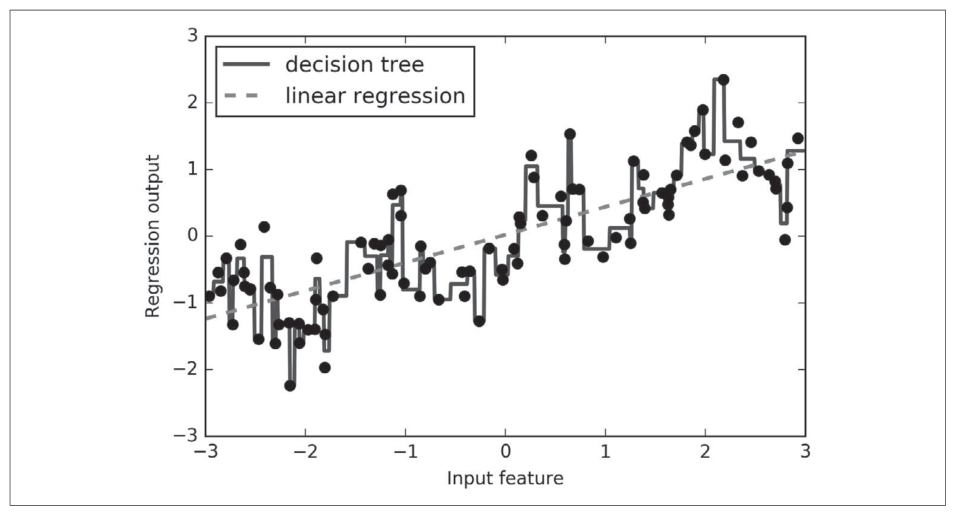 3
2
1
0
−1
−2
−3
−3 −2 −1 0 1 2 3
decision tree
linear regression
Regression output
Input feature